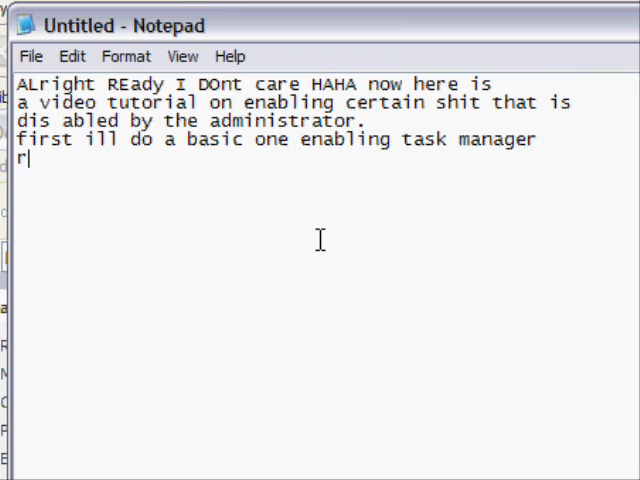 Untitled - Notepad
File Edit Format View Help
ALright REady I DOnt care HAHA now here is
a video tutorial on enabling certain shit that is
dis abled by the administrator.
first ill do a basic one enabling task manager
r